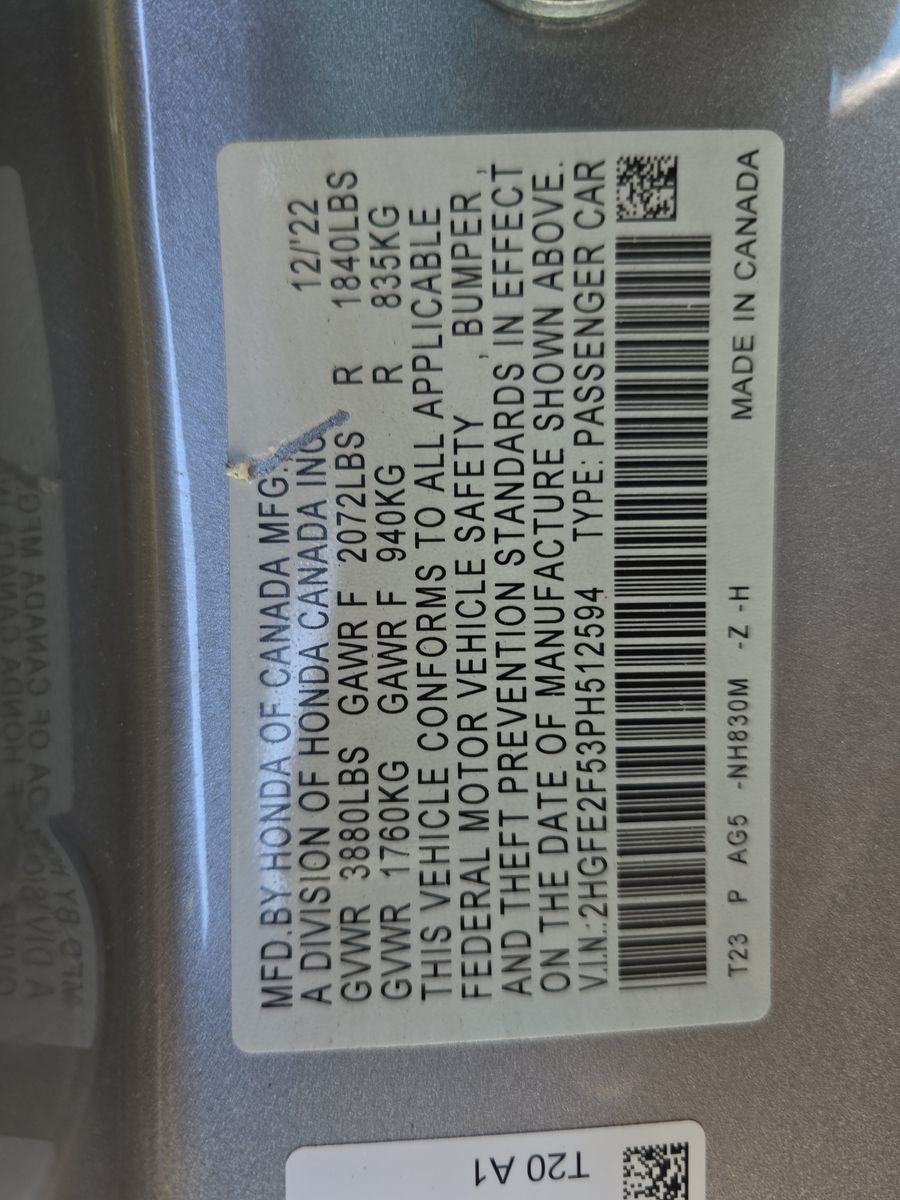 MFD.BY HONDA OF CANADA MFG. 12/'22
A DIVISION OF HONDA CANADA INC
GVWR 3880LBS GAWR F 2072LBS R 1840LBS
GVWR 1760KG GAWR F 940KG R 835KG
THIS VEHICLE CONFORMS TO ALL APPLICABLE
FEDERAL MOTOR VEHICLE SAFETY , BUMPER ,
AND THEFT PREVENTION STANDARDS IN EFFECT
ON THE DATE OF MANUFACTURE SHOWN ABOVE.
V.I.N.:2HGFE2F53PH512594 TYPE: PASSENGER CAR
T23 P AG5 -NH830M -Z -H MADE IN CANADA
T20 A1